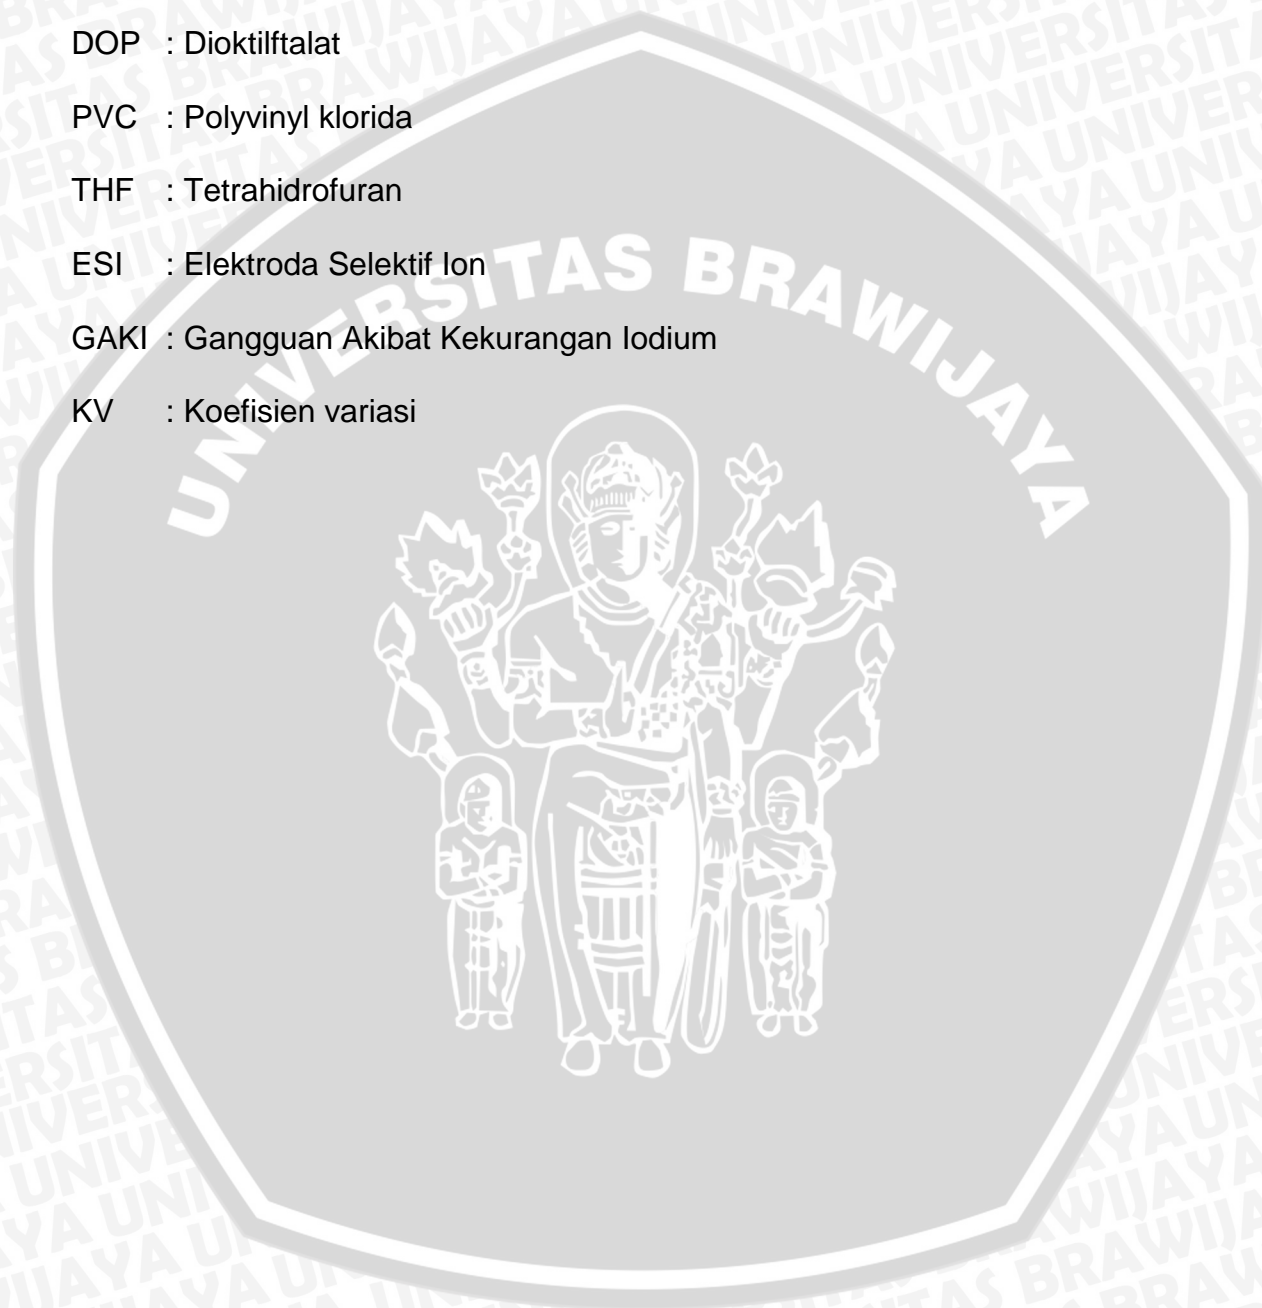 DOP : Dioktilftalat
PVC : Polyvinyl klorida
THF : Tetrahidrofuran
ESI : Elektroda Selektif Ion
GAKI : Gangguan Akibat Kekurangan Iodium
KV : Koefisien variasi
UNIVERSITAS BRAWIJAYA